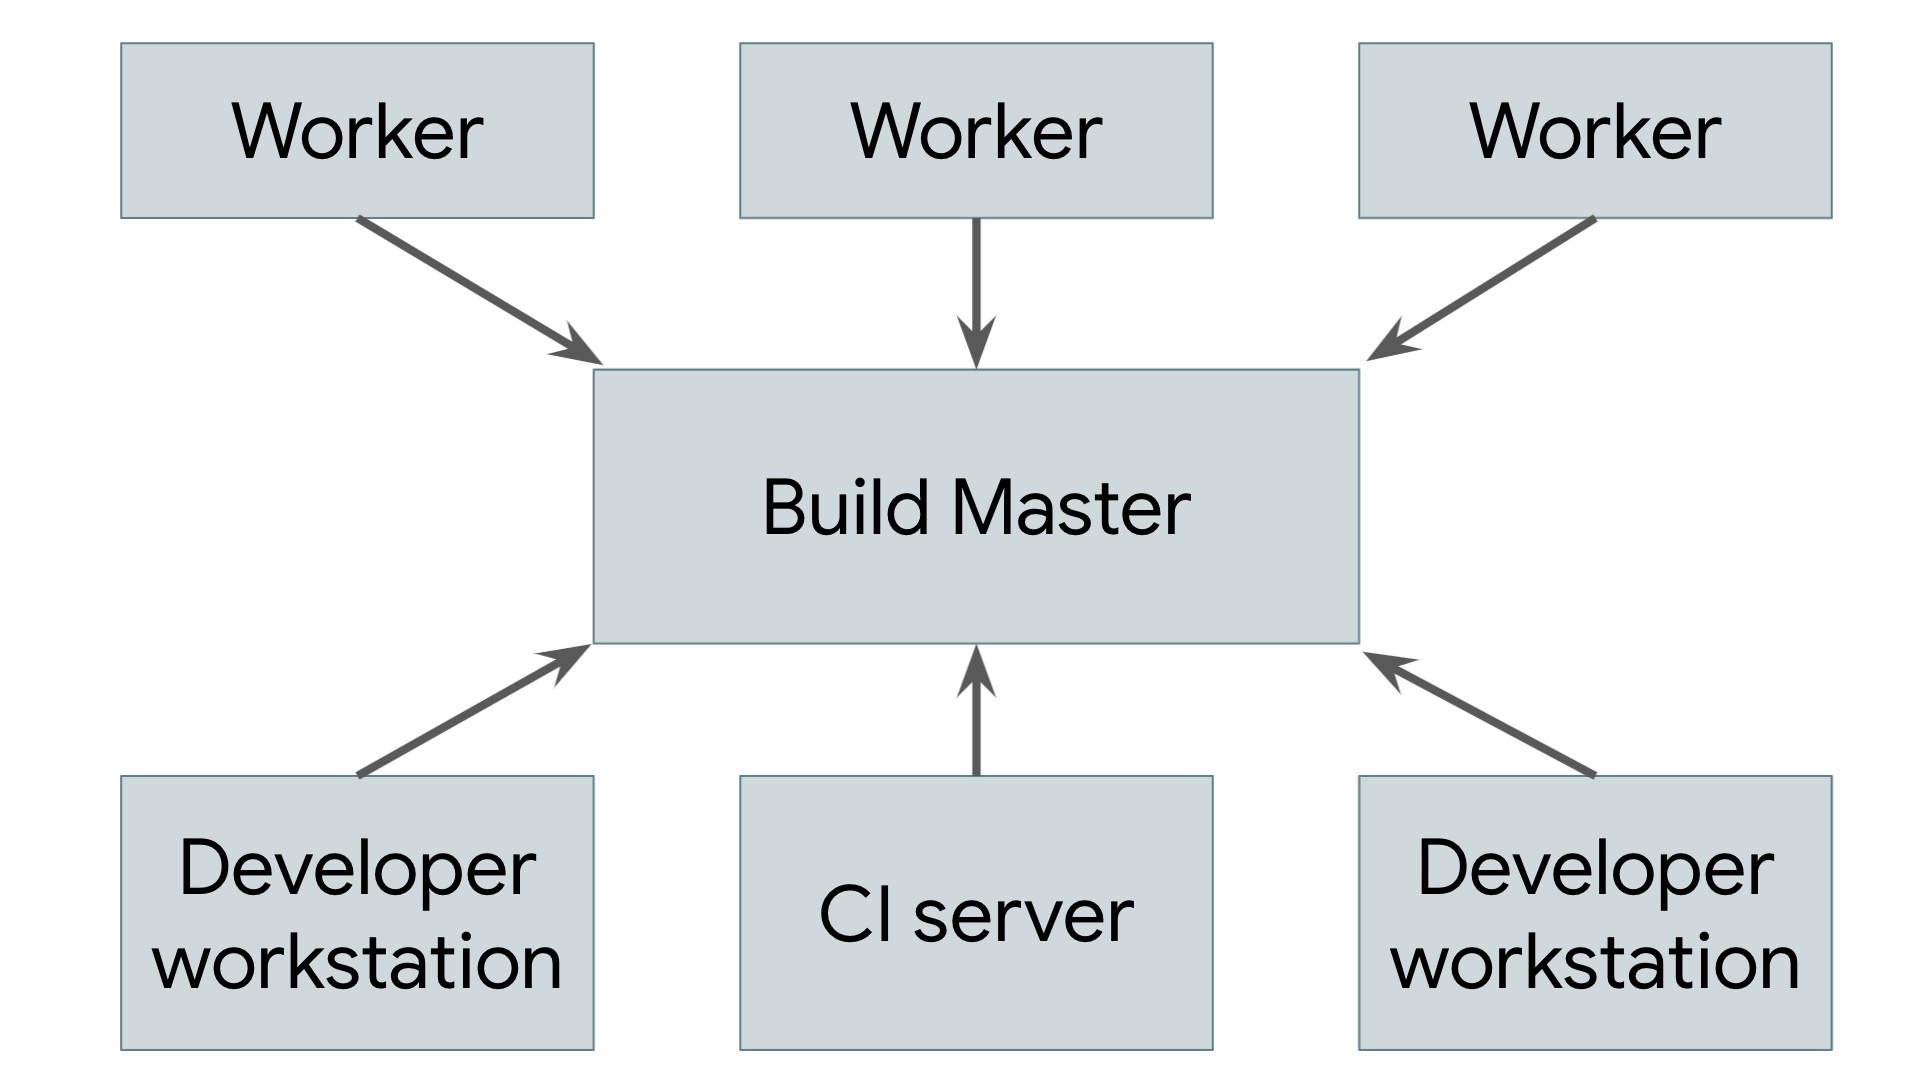 Worker
Worker
Worker
Build Master
Developer
workstation
CI server
Developer
workstation